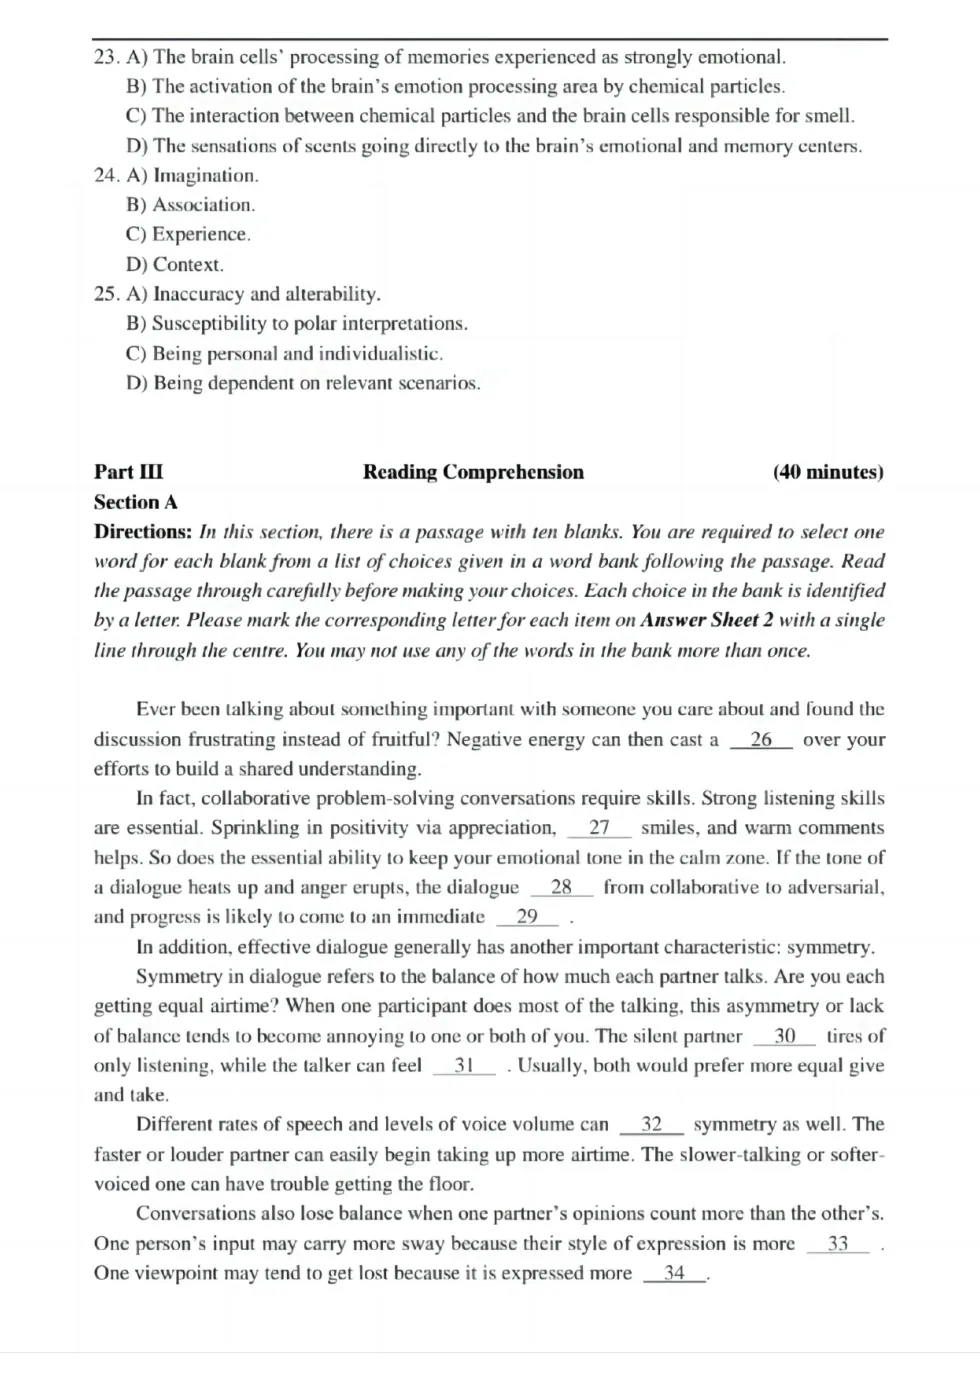 23. A) The brain cells' processing of memories experienced as strongly emotional.
B) The activation of the brain's emotion processing area by chemical particles.
C) The interaction between chemical particles and the brain cells responsible for smell.
D) The sensations of scents going directly to the brain's emotional and memory centers.
24. A) Imagination.
B) Association.
C) Experience.
D) Context.
25. A) Inaccuracy and alterability.
B) Susceptibility to polar interpretations.
C) Being personal and individualistic.
D) Being dependent on relevant scenarios.
Part III Reading Comprehension (40 minutes)
Section A
Directions: In this section, there is a passage with ten blanks. You are required to select one
word for each blank from a list of choices given in a word bank following the passage. Read
the passage through carefully before making your choices. Each choice in the bank is identified
by a letter. Please mark the corresponding letter for each item on Answer Sheet 2 with a single
line through the centre. You may not use any of the words in the bank more than once.
Ever been talking about something important with someone you care about and found the
discussion frustrating instead of fruitful? Negative energy can then cast a 26 over your
efforts to build a shared understanding.
In fact, collaborative problem-solving conversations require skills. Strong listening skills
are essential. Sprinkling in positivity via appreciation, 27 smiles, and warm comments
helps. So does the essential ability to keep your emotional tone in the calm zone. If the tone of
a dialogue heats up and anger erupts, the dialogue 28 from collaborative to adversarial,
and progress is likely to come to an immediate 29 .
In addition, effective dialogue generally has another important characteristic: symmetry.
Symmetry in dialogue refers to the balance of how much each partner talks. Are you each
getting equal airtime? When one participant does most of the talking, this asymmetry or lack
of balance tends to become annoying to one or both of you. The silent partner 30 tires of
only listening, while the talker can feel 31 . Usually, both would prefer more equal give
and take.
Different rates of speech and levels of voice volume can 32 symmetry as well. The
faster or louder partner can easily begin taking up more airtime. The slower-talking or softer-
voiced one can have trouble getting the floor.
Conversations also lose balance when one partner's opinions count more than the other's.
One person's input may carry more sway because their style of expression is more 33 .
One viewpoint may tend to get lost because it is expressed more 34 .